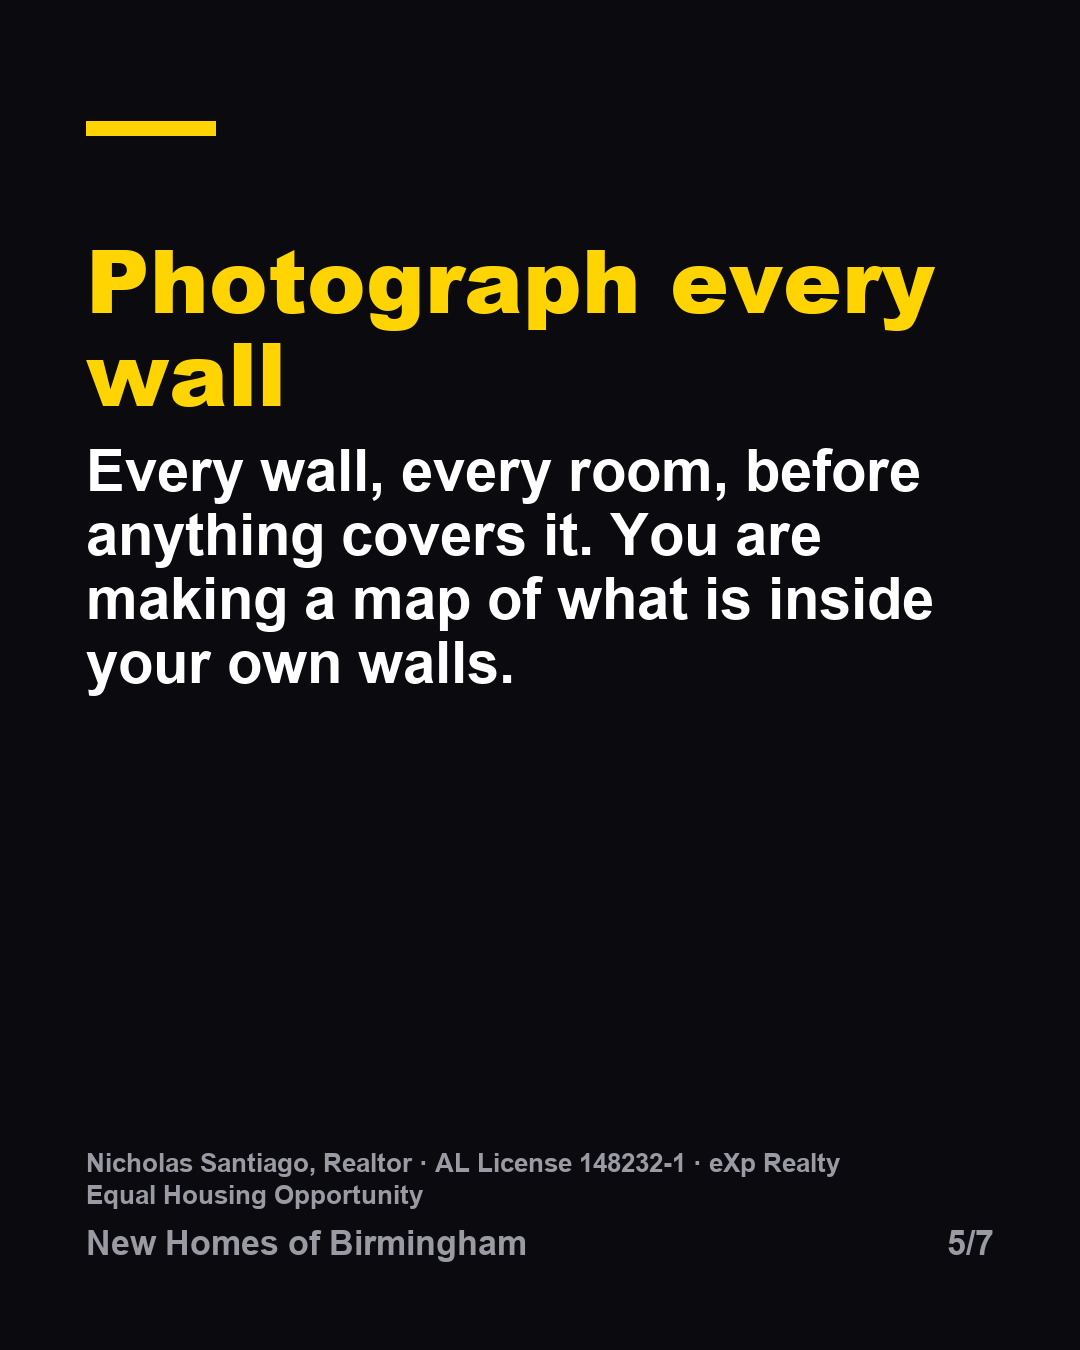 Photograph every
wall
Every wall, every room, before
anything covers it. You are
making a map of what is inside
your own walls.
Nicholas Santiago, Realtor · AL License 148232-1 · eXp Realty
Equal Housing Opportunity
New Homes of Birmingham
5/7